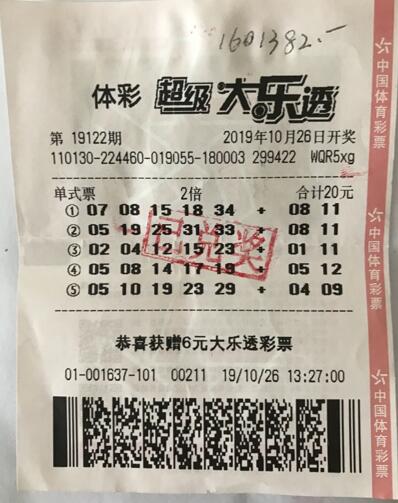 1601382.-
体彩 超级大乐透
第 19122期 2019年10月26日开奖
110130-224460-019055-180003 299422 WQR5xg
单式票 2倍 合计20元
① 07 08 15 18 34 + 08 11
② 05 19 25 31 33 + 08 11
③ 02 04 12 15 23 + 01 11
④ 05 08 14 17 19 + 05 12
⑤ 05 10 19 23 29 + 04 09
已兑奖
恭喜获赠6元大乐透彩票
01-001637-101 00211 19/10/26 13:27:00
中国体育彩票
中国体育彩票
中国体育彩票